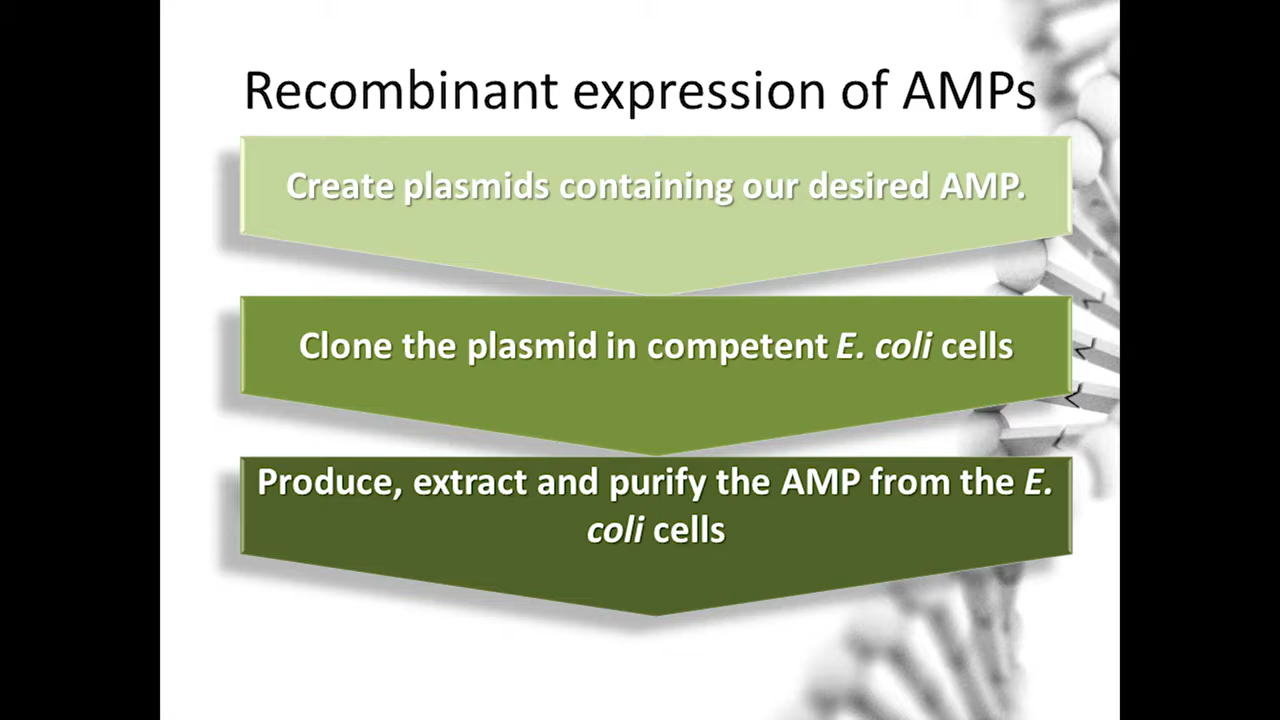 Recombinant expression of AMPs
Create plasmids containing our desired AMP.
Clone the plasmid in competent E. coli cells
Produce, extract and purify the AMP from the E.
coli cells